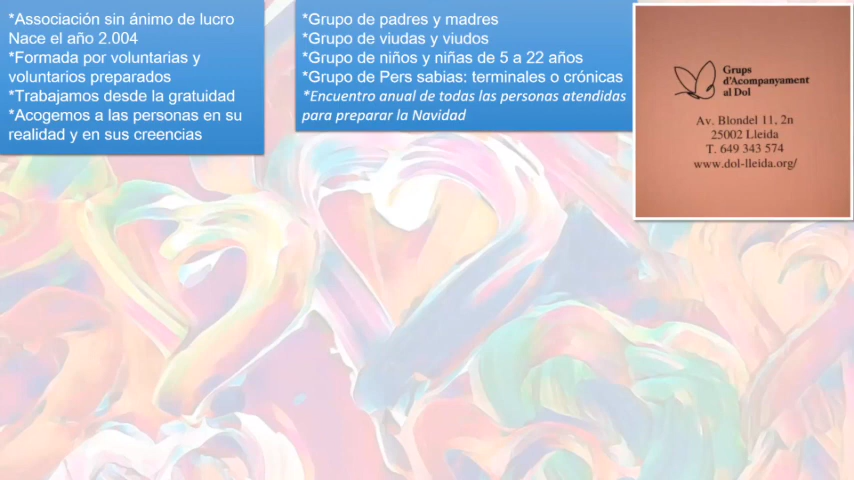 *Asociación sin ánimo de lucro
Nace el año 2.004
*Formada por voluntarias y
voluntarios preparados
*Trabajamos desde la gratuidad
*Acogemos a las personas en su
realidad y en sus creencias
*Grupo de padres y madres
*Grupo de viudas y viudos
*Grupo de niños y niñas de 5 a 22 años
*Grupo de Pers sabias: terminales o crónicas
*Encuentro anual de todas las personas atendidas
para preparar la Navidad
Grups
d'Acompanyament
al Dol
Av. Blondel 11, 2n
25002 Lleida
T. 649 343 574
www.dol-lleida.org/